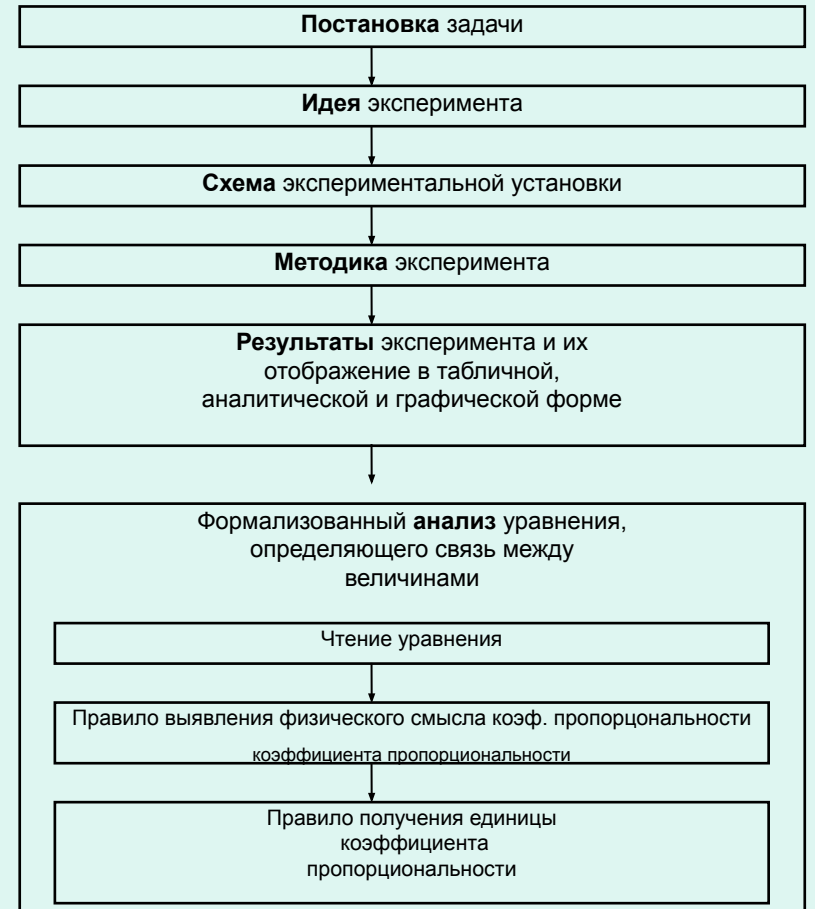 Постановка задачи
Идея эксперимента
Схема экспериментальной установки
Методика эксперимента
Результаты эксперимента и их
отображение в табличной,
аналитической и графической форме
Формализованный анализ уравнения,
определяющего связь между
величинами
Чтение уравнения
Правило выявления физического смысла коэф. пропорцональности
коэффициента пропорциональности
Правило получения единицы
коэффициента
пропорциональности